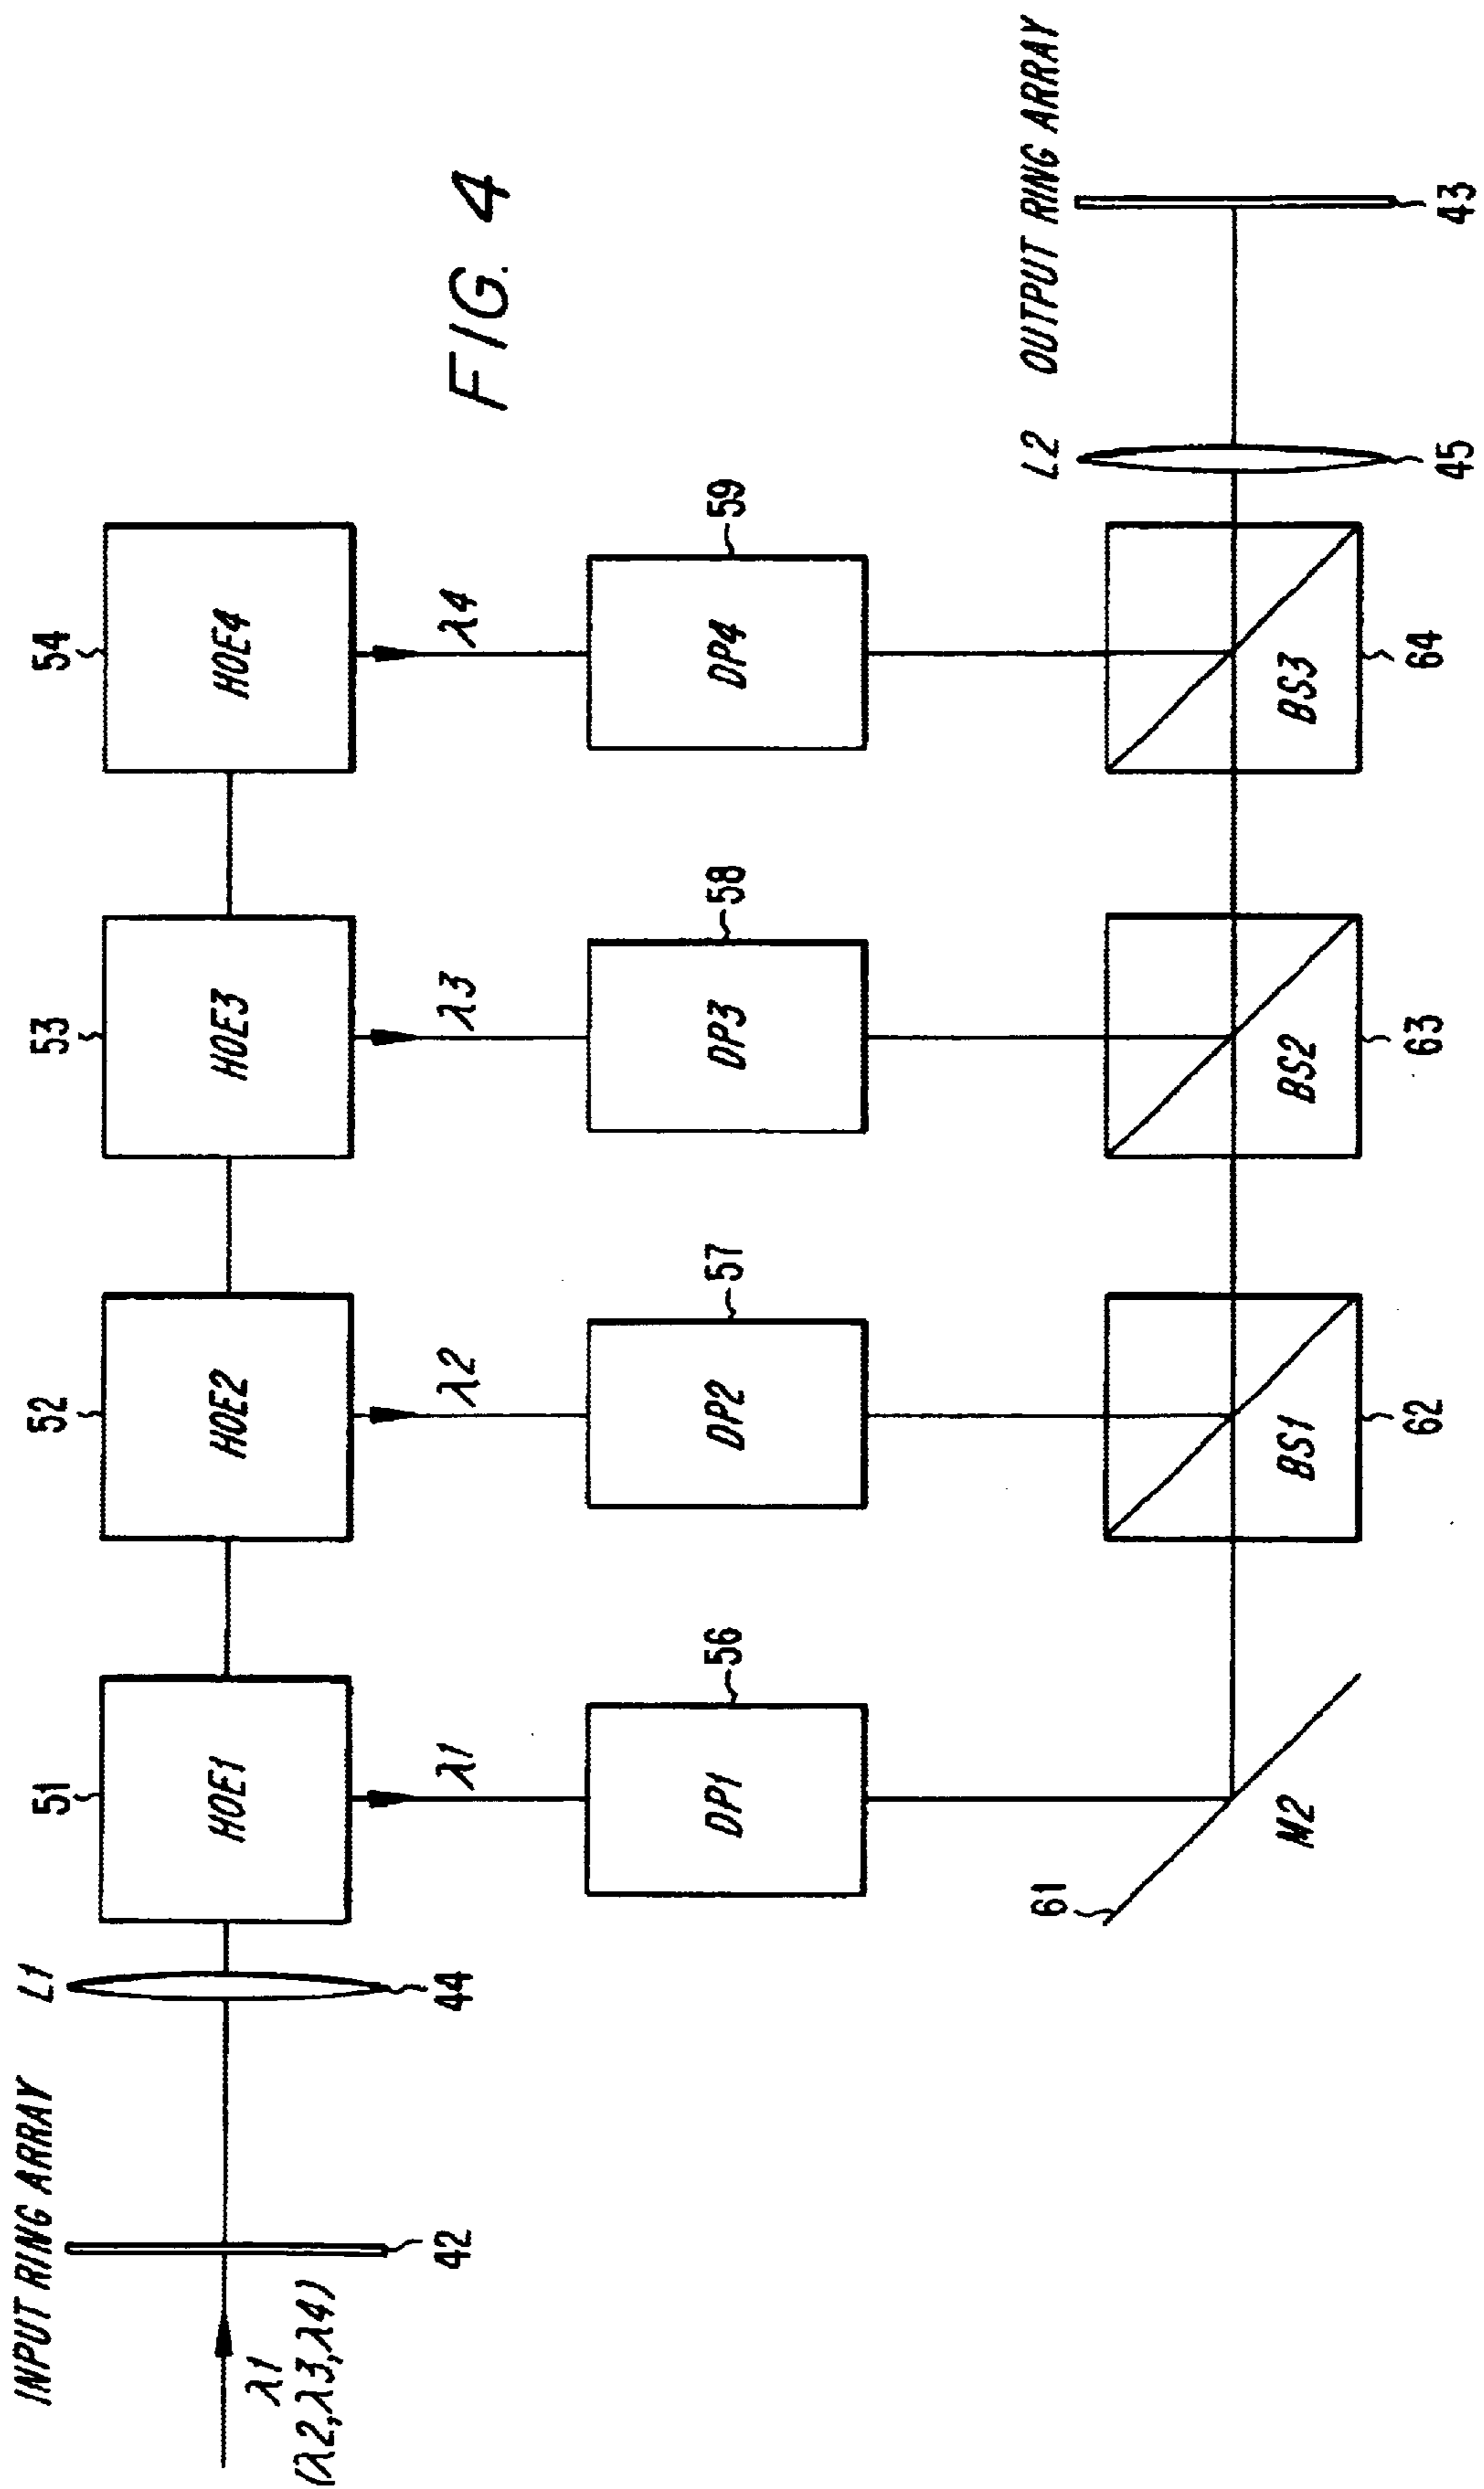 FIG. 4
INPUT RING ARRAY
L1
λ1
(λ2,λ3,λ4)
42
44
51
52
53
54
HOE1
HOE2
HOE3
HOE4
λ1
λ2
λ3
λ4
56
57
58
59
DP1
DP2
DP3
DP4
61
M2
BS1
BS2
BS3
62
63
64
L2
OUTPUT RING ARRAY
45
43